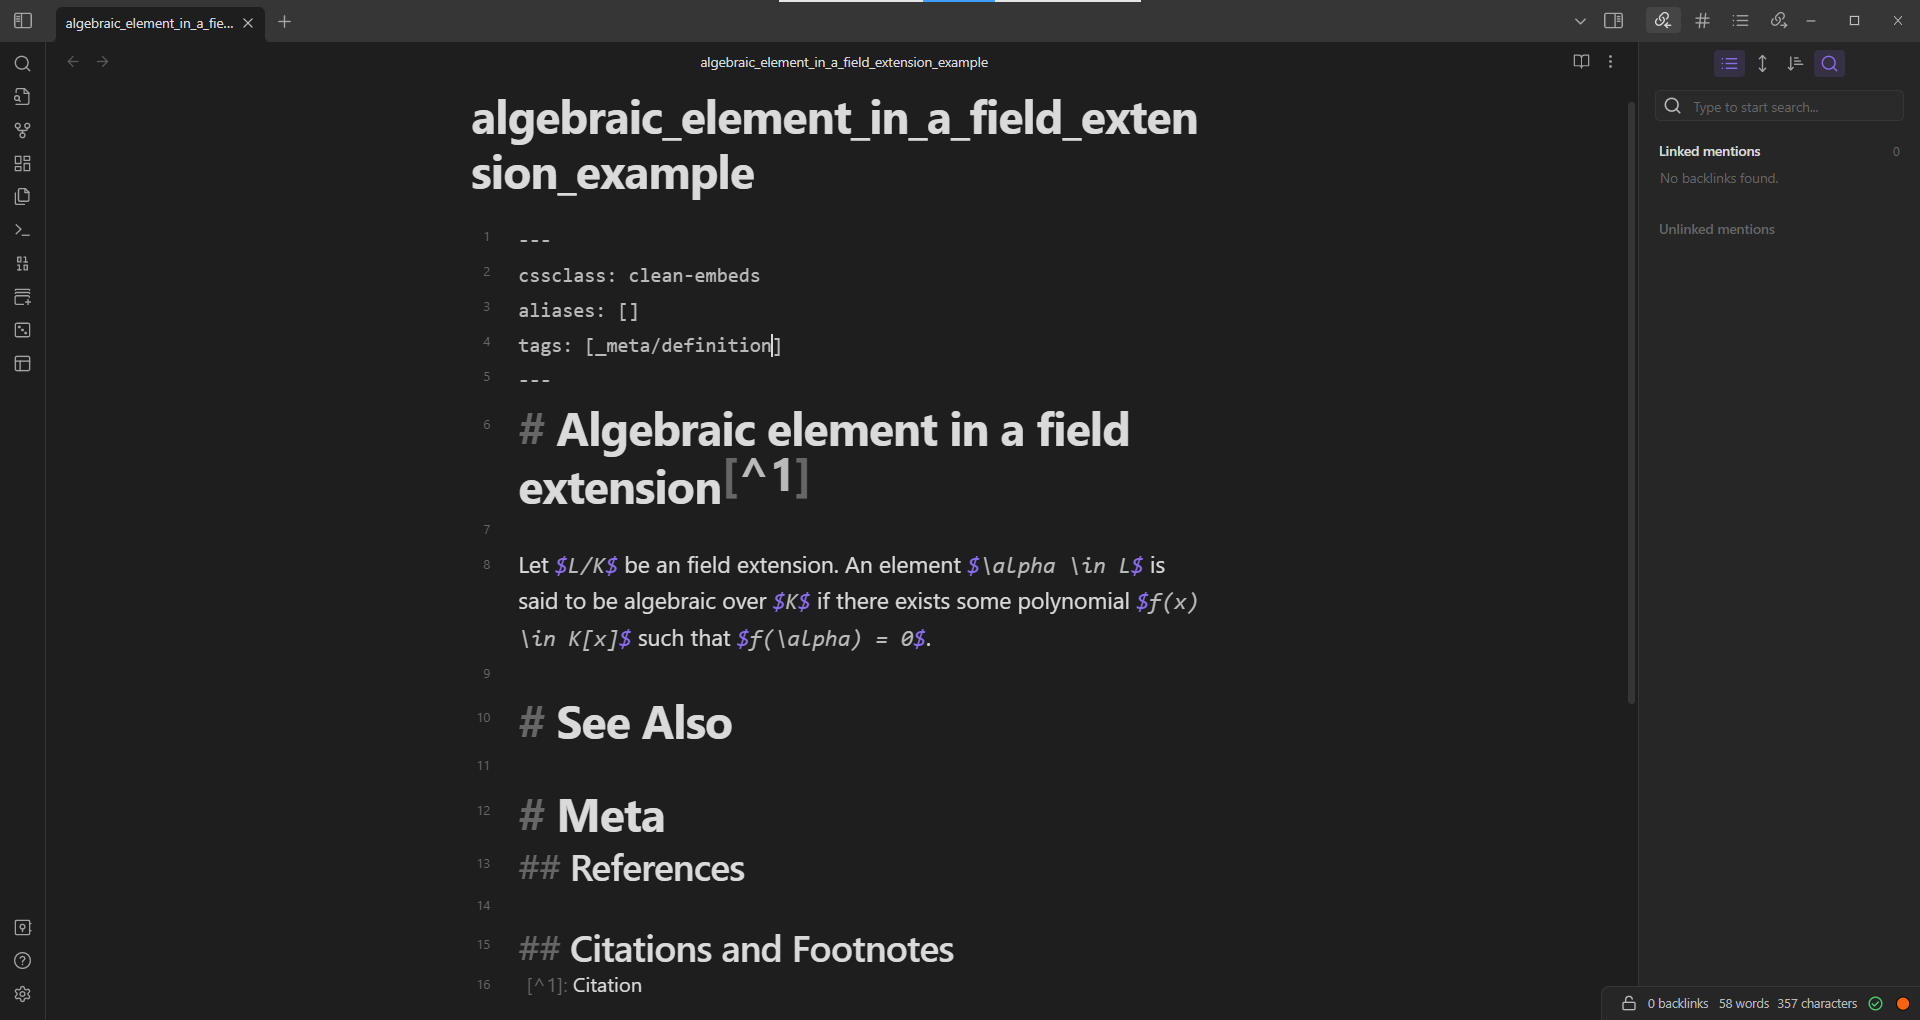 algebraic_element_in_a_fie...
algebraic_element_in_a_field_extension_example
algebraic_element_in_a_field_exten
sion_example
1 ---
2 cssclass: clean-embeds
3 aliases: []
4 tags: [_meta/definition]
5 ---
6 # Algebraic element in a field
extension[^1]
7
8 Let $L/K$ be an field extension. An element $\alpha \in L$ is
said to be algebraic over $K$ if there exists some polynomial $f(x)
\in K[x]$ such that $f(\alpha) = 0$.
9
10 # See Also
11
12 # Meta
13 ## References
14
15 ## Citations and Footnotes
16 [^1]: Citation
Type to start search...
Linked mentions 0
No backlinks found.
Unlinked mentions
0 backlinks 58 words 357 characters